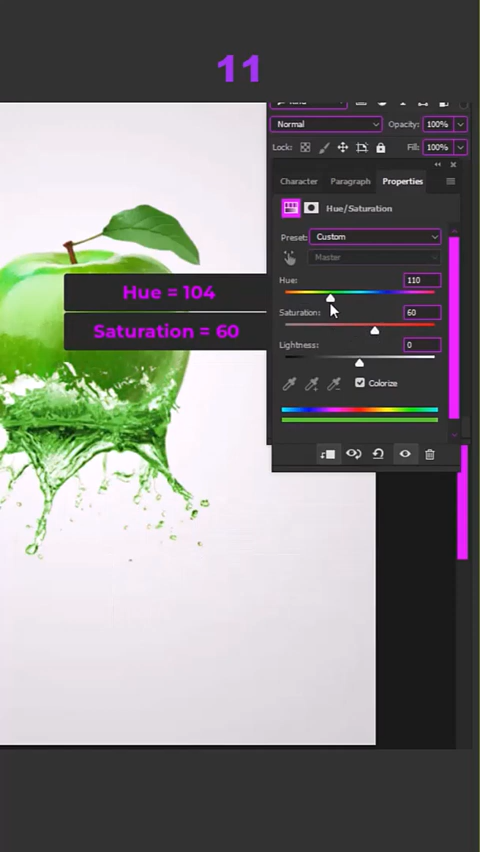 11
Normal
Opacity: 100%
Lock:
Fill: 100%
Character Paragraph Properties
Hue/Saturation
Preset: Custom
Master
Hue: 110
Hue = 104
Saturation: 60
Saturation = 60
Lightness: 0
Colorize